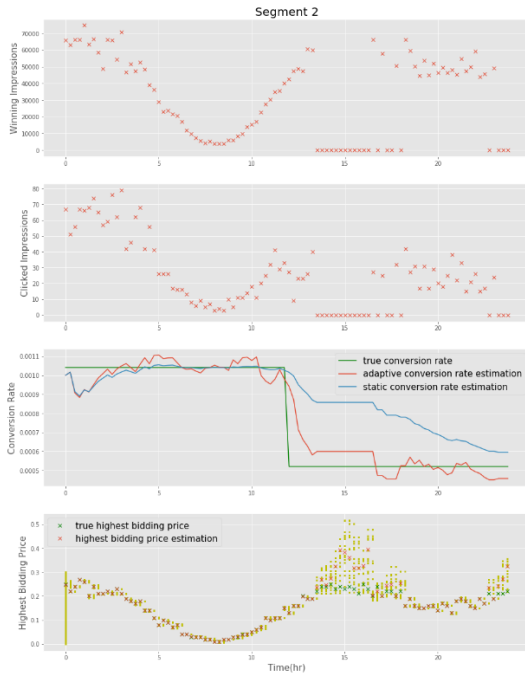 Segment 2
Winning Impressions
70000
60000
50000
40000
30000
20000
10000
0
0 5 10 15 20
Clicked Impressions
80
70
60
50
40
30
20
10
0
0 5 10 15 20
Conversion Rate
0.0011
0.0010
0.0009
0.0008
0.0007
0.0006
0.0005
true conversion rate
adaptive conversion rate estimation
static conversion rate estimation
0 5 10 15 20
Highest Bidding Price
0.5
0.4
0.3
0.2
0.1
0.0
true highest bidding price
highest bidding price estimation
0 5 10 15 20
Time(hr)